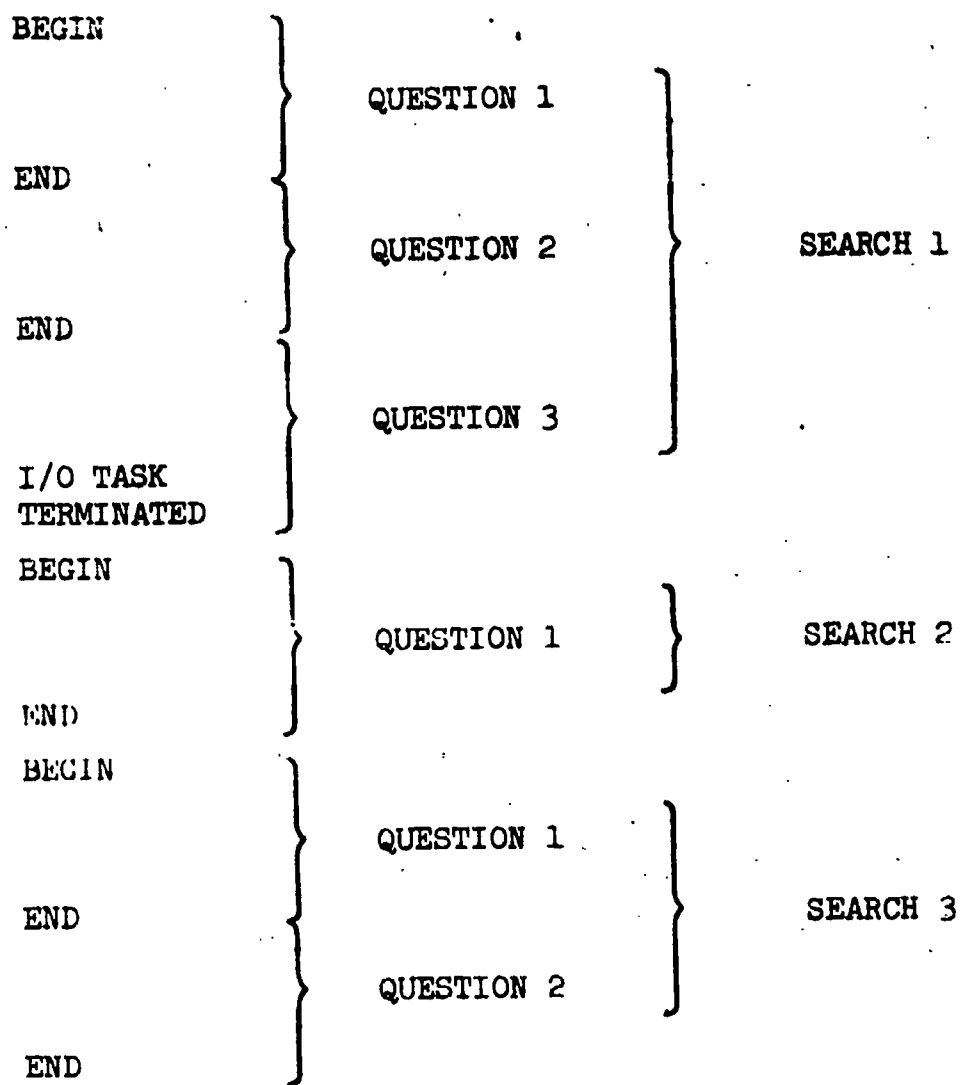 BEGIN
QUESTION 1
END
QUESTION 2 SEARCH 1
END
QUESTION 3
I/O TASK
TERMINATED
BEGIN
QUESTION 1 SEARCH 2
END
BEGIN
QUESTION 1
END SEARCH 3
QUESTION 2
END